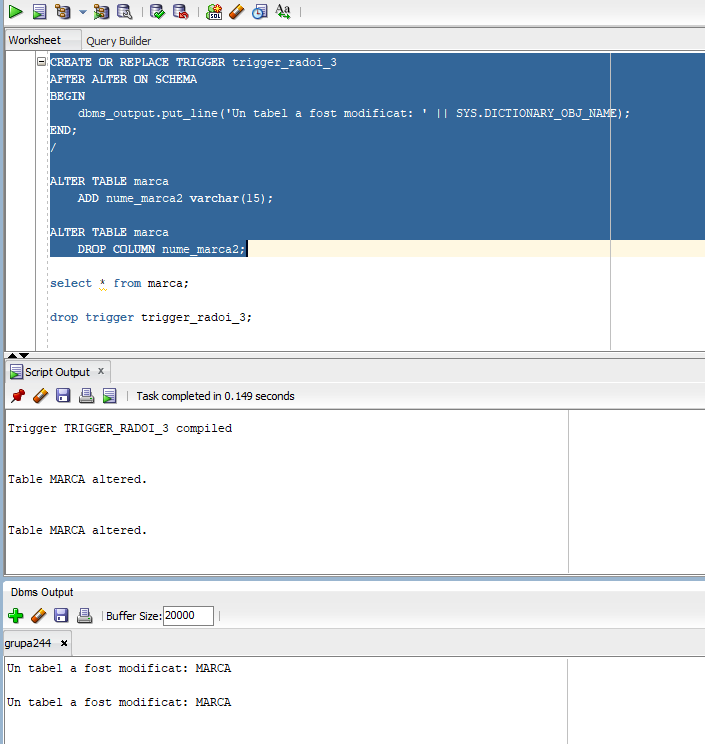 SQL
Aa
Worksheet
Query Builder
CREATE OR REPLACE TRIGGER trigger_radoi_3
AFTER ALTER ON SCHEMA
BEGIN
    dbms_output.put_line('Un tabel a fost modificat: ' || SYS.DICTIONARY_OBJ_NAME);
END;
/
ALTER TABLE marca
    ADD nume_marca2 varchar(15);
ALTER TABLE marca
    DROP COLUMN nume_marca2;
select * from marca;
drop trigger trigger_radoi_3;
Script Output x
Task completed in 0.149 seconds
Trigger TRIGGER_RADOI_3 compiled
Table MARCA altered.
Table MARCA altered.
Dbms Output
Buffer Size: 20000
grupa244 x
Un tabel a fost modificat: MARCA
Un tabel a fost modificat: MARCA